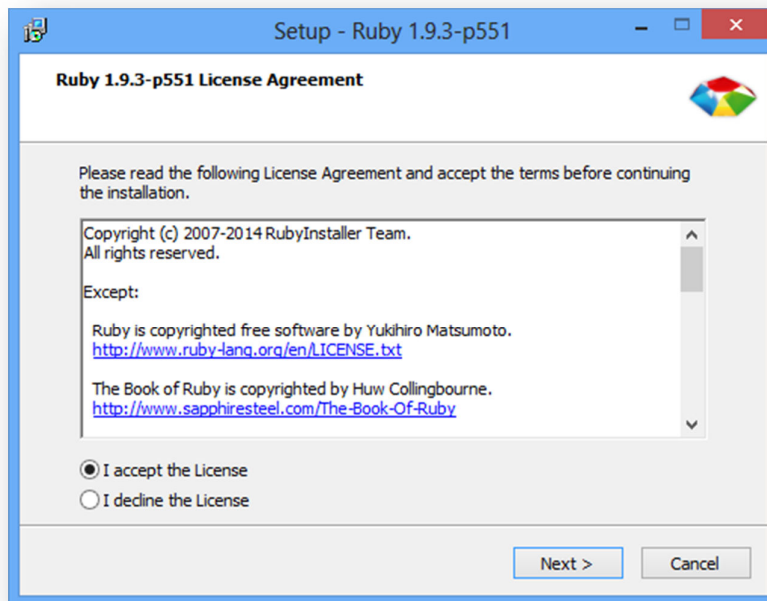 Setup - Ruby 1.9.3-p551
Ruby 1.9.3-p551 License Agreement
Please read the following License Agreement and accept the terms before continuing
the installation.
Copyright (c) 2007-2014 RubyInstaller Team.
All rights reserved.
Except:
Ruby is copyrighted free software by Yukihiro Matsumoto.
http://www.ruby-lang.org/en/LICENSE.txt
The Book of Ruby is copyrighted by Huw Collingbourne.
http://www.sapphiresteel.com/The-Book-Of-Ruby
I accept the License
I decline the License
Next >
Cancel